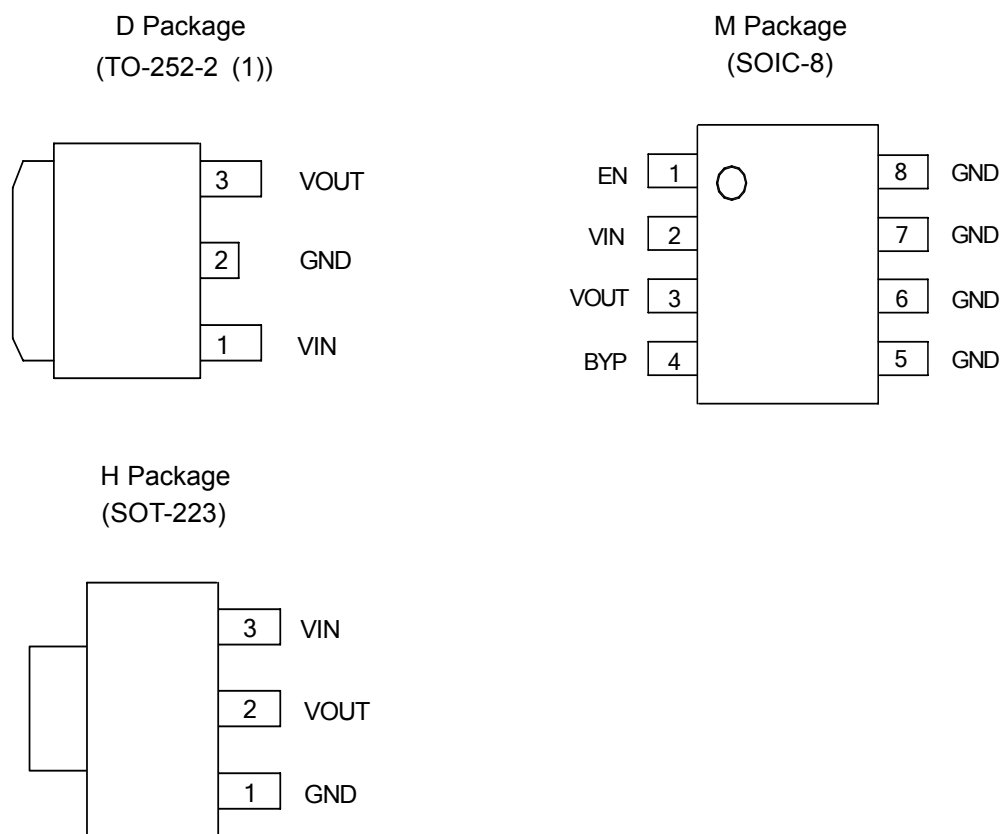 D Package
(TO-252-2 (1))
3 VOUT
2 GND
1 VIN
M Package
(SOIC-8)
EN 1 8 GND
VIN 2 7 GND
VOUT 3 6 GND
BYP 4 5 GND
H Package
(SOT-223)
3 VIN
2 VOUT
1 GND